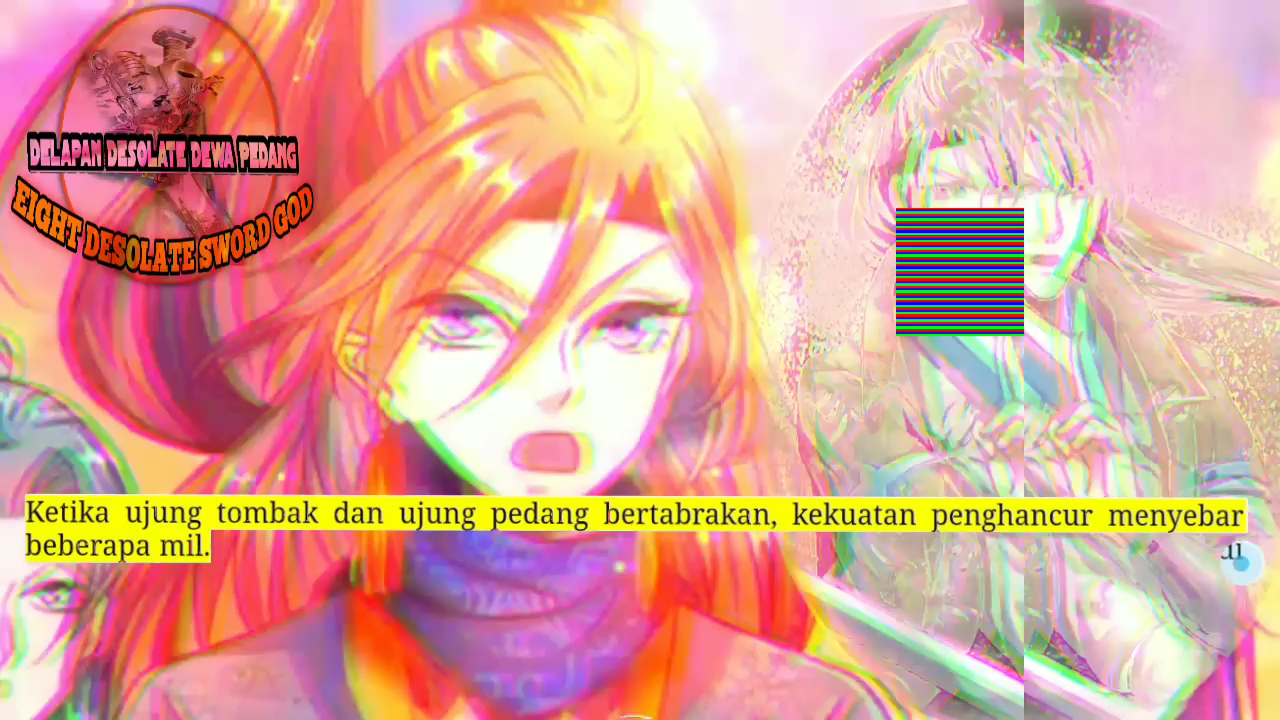 DELAPAN DESOLATE DEWA PEDANG
EIGHT DESOLATE SWORD GOD
Ketika ujung tombak dan ujung pedang bertabrakan, kekuatan penghancur menyebar
beberapa mil.